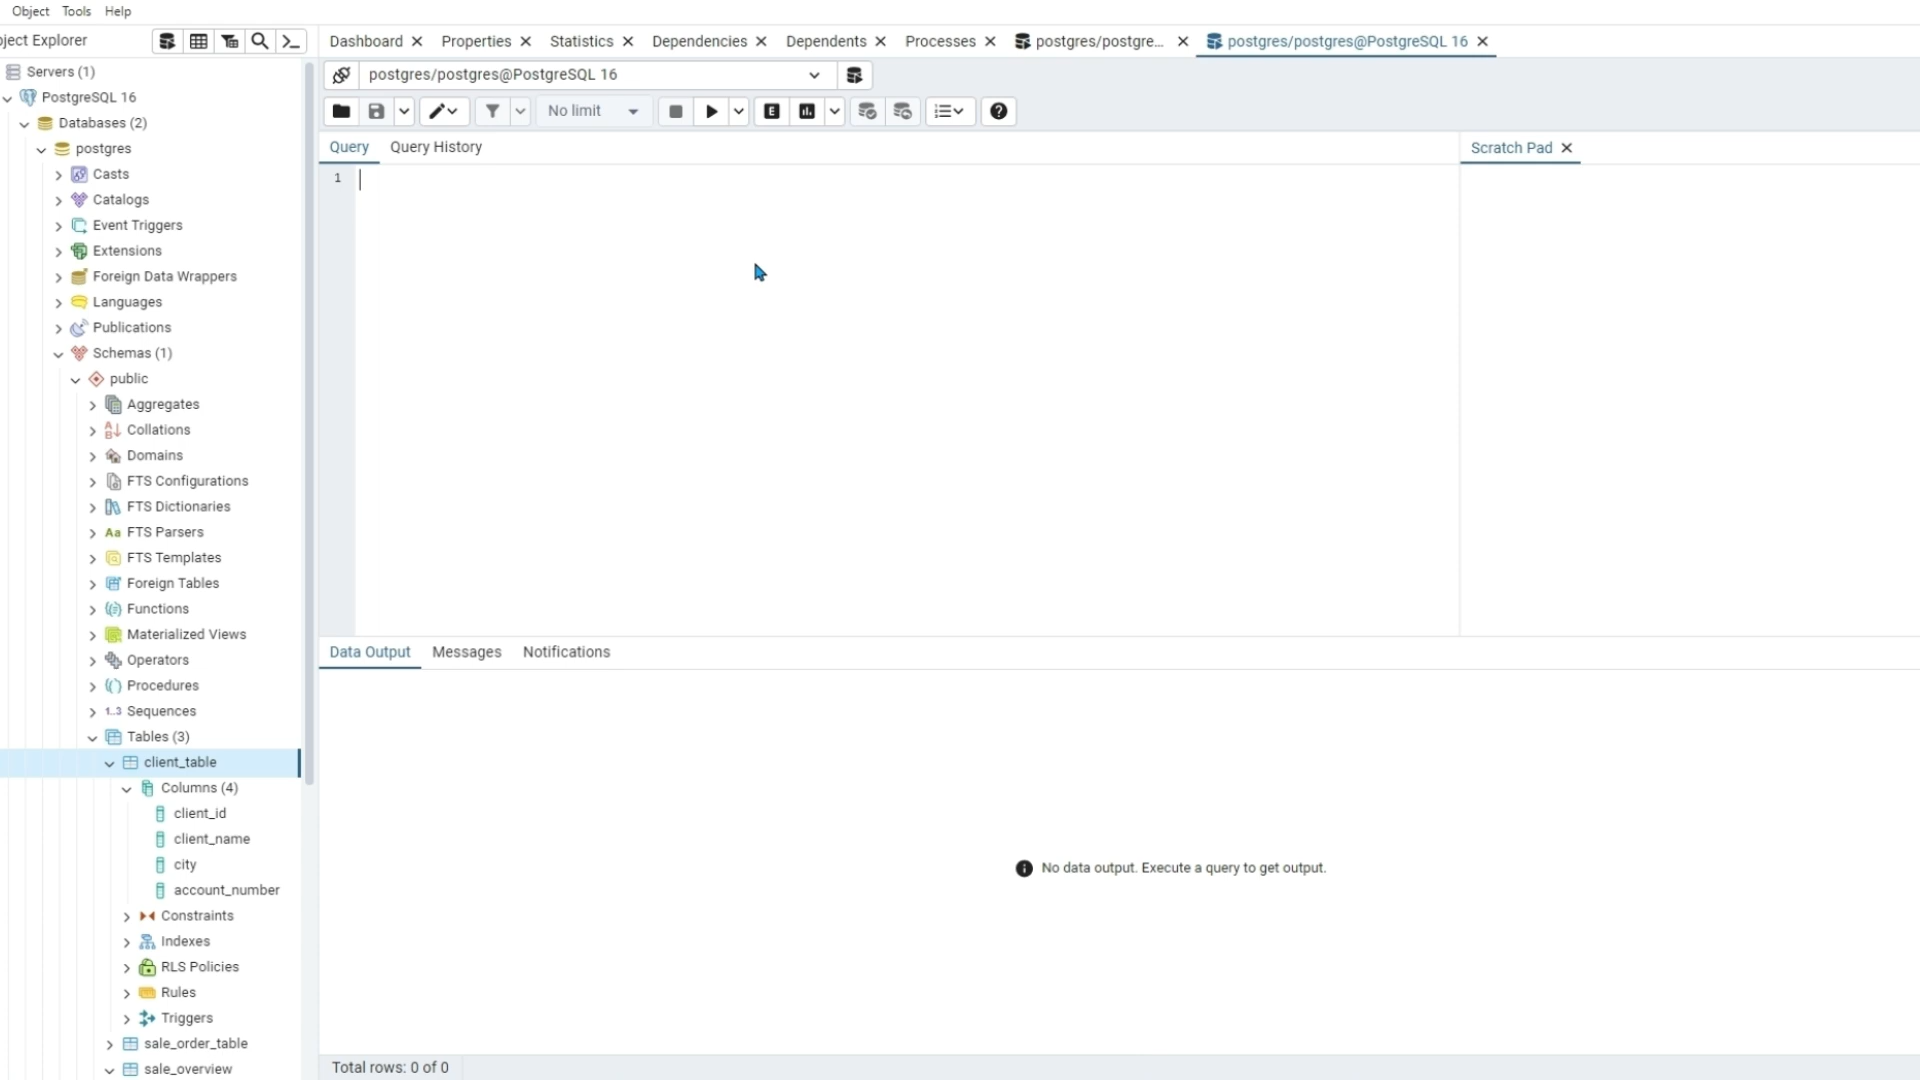 Object Tools Help
ject Explorer
Dashboard Properties Statistics Dependencies Dependents Processes postgres/postgre... postgres/postgres@PostgreSQL 16
postgres/postgres@PostgreSQL 16
No limit
Query Query History
Scratch Pad
1
Servers (1)
PostgreSQL 16
Databases (2)
postgres
Casts
Catalogs
Event Triggers
Extensions
Foreign Data Wrappers
Languages
Publications
Schemas (1)
public
Aggregates
Collations
Domains
FTS Configurations
FTS Dictionaries
Aa FTS Parsers
FTS Templates
Foreign Tables
Functions
Materialized Views
Operators
Procedures
1..3 Sequences
Tables (3)
client_table
Columns (4)
client_id
client_name
city
account_number
Constraints
Indexes
RLS Policies
Rules
Triggers
sale_order_table
sale_overview
Data Output Messages Notifications
No data output. Execute a query to get output.
Total rows: 0 of 0